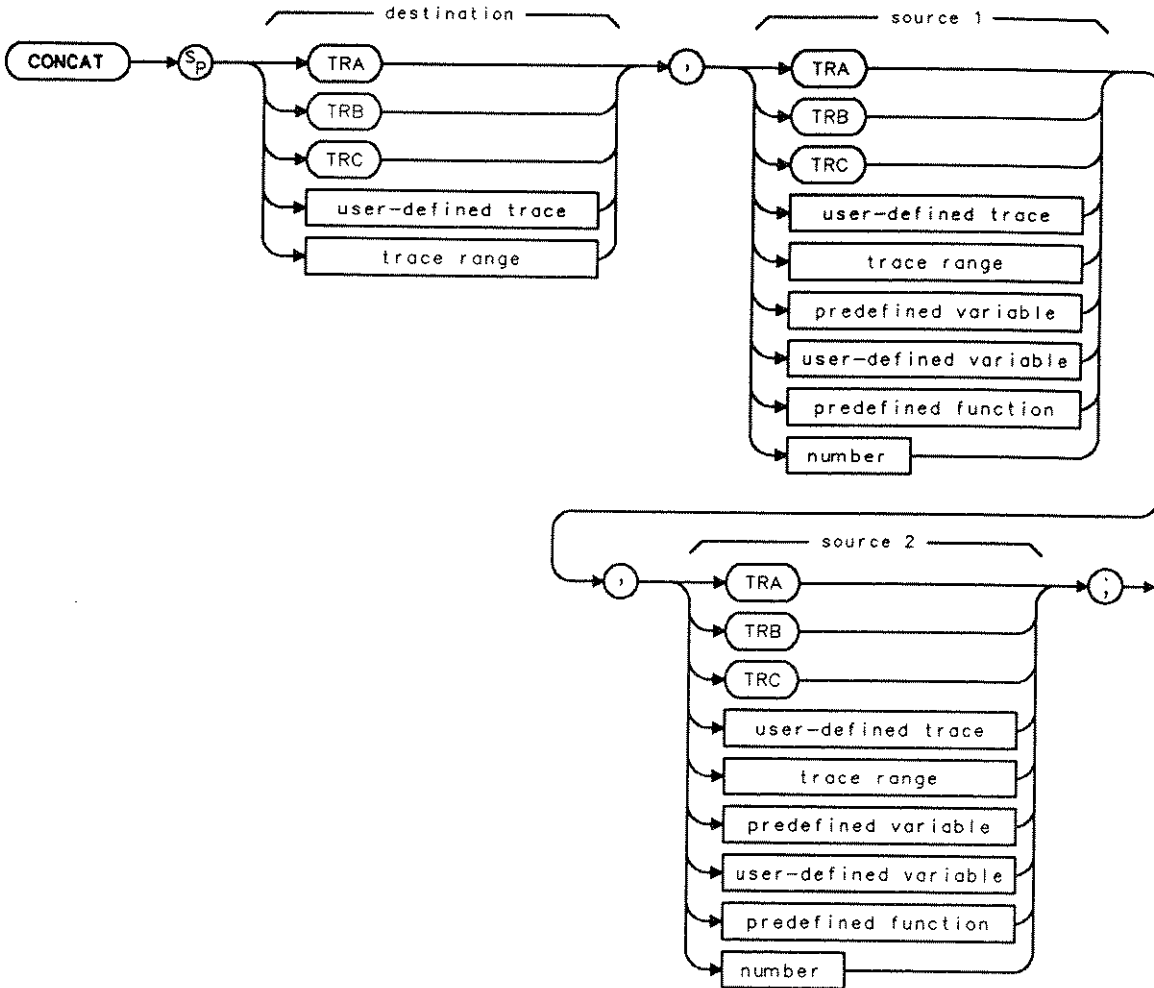 destination
source 1
CONCAT
Sp
TRA
,
TRA
TRB
TRB
TRC
TRC
user-defined trace
user-defined trace
trace range
trace range
predefined variable
user-defined variable
predefined function
number
source 2
,
TRA
;
TRB
TRC
user-defined trace
trace range
predefined variable
user-defined variable
predefined function
number